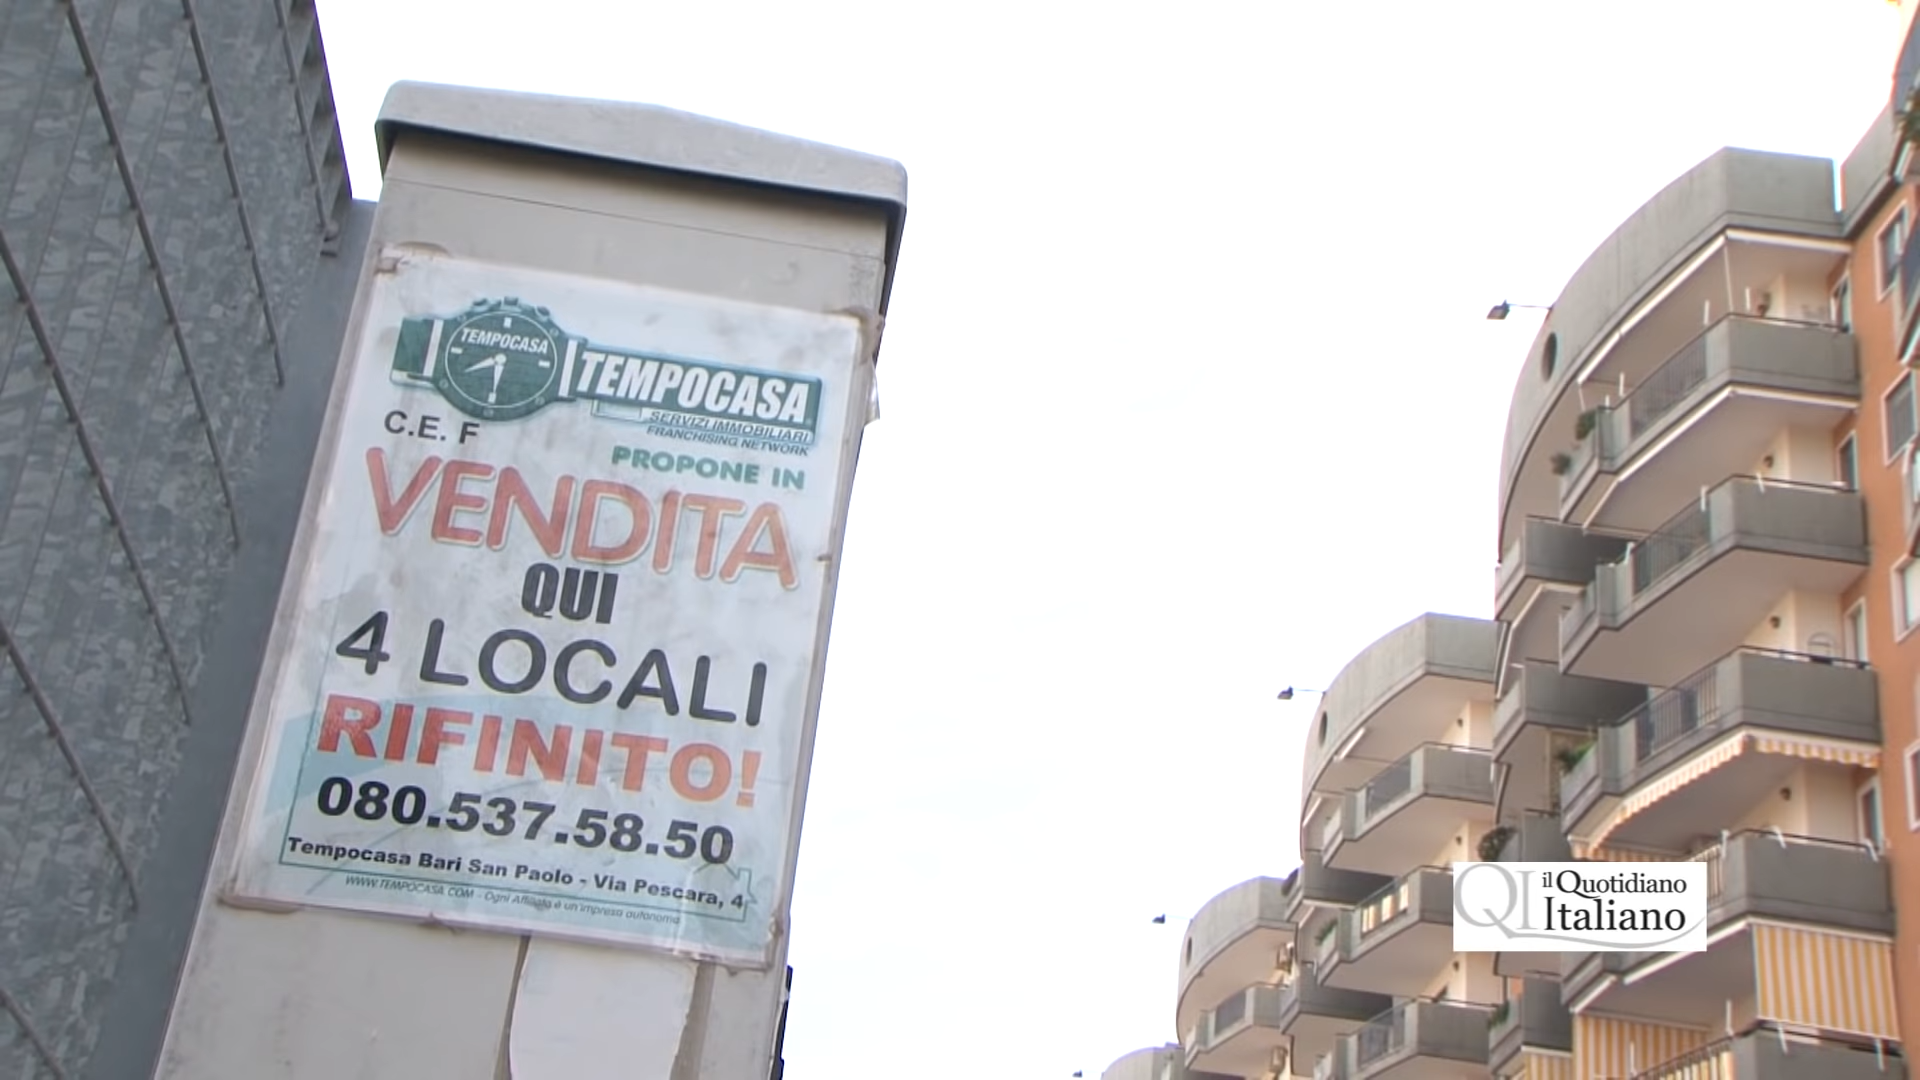 TEMPOCASA
TEMPOCASA
SERVIZI IMMOBILIARI
FRANCHISING NETWORK
C.E. F
PROPONE IN
VENDITA
QUI
4 LOCALI
RIFINITO!
080.537.58.50
Tempocasa Bari San Paolo - Via Pescara, 4
WWW.TEMPOCASA.COM - Ogni Affiliato è un'impresa autonoma
QI il Quotidiano
Italiano